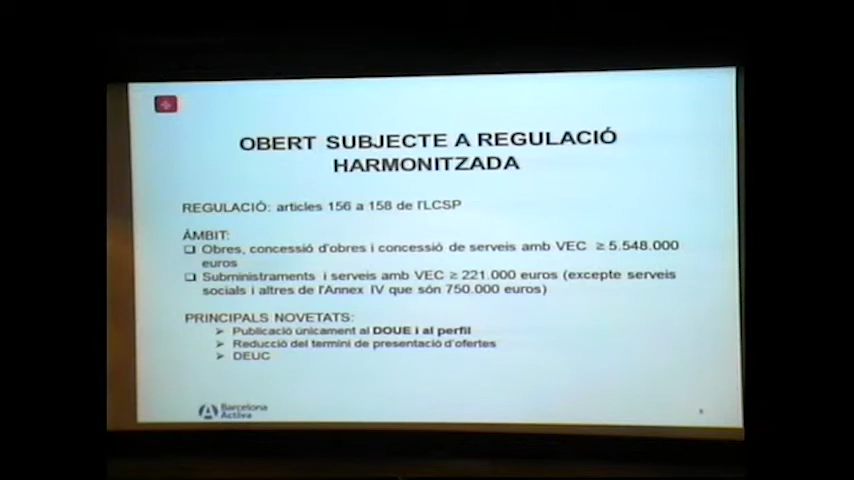 OBERT SUBJECTE A REGULACIÓ
HARMONITZADA
REGULACIÓ: articles 156 a 158 de l'LCSP
ÀMBIT:
❑ Obres, concessió d'obres i concessió de serveis amb VEC ≥ 5.548.000
euros
❑ Subministraments i serveis amb VEC ≥ 221.000 euros (excepte serveis
socials i altres de l'Annex IV que són 750.000 euros)
PRINCIPALS NOVETATS:
➢ Publicació únicament al DOUE i al perfil
➢ Reducció del termini de presentació d'ofertes
➢ DEUC
Barcelona
Activa